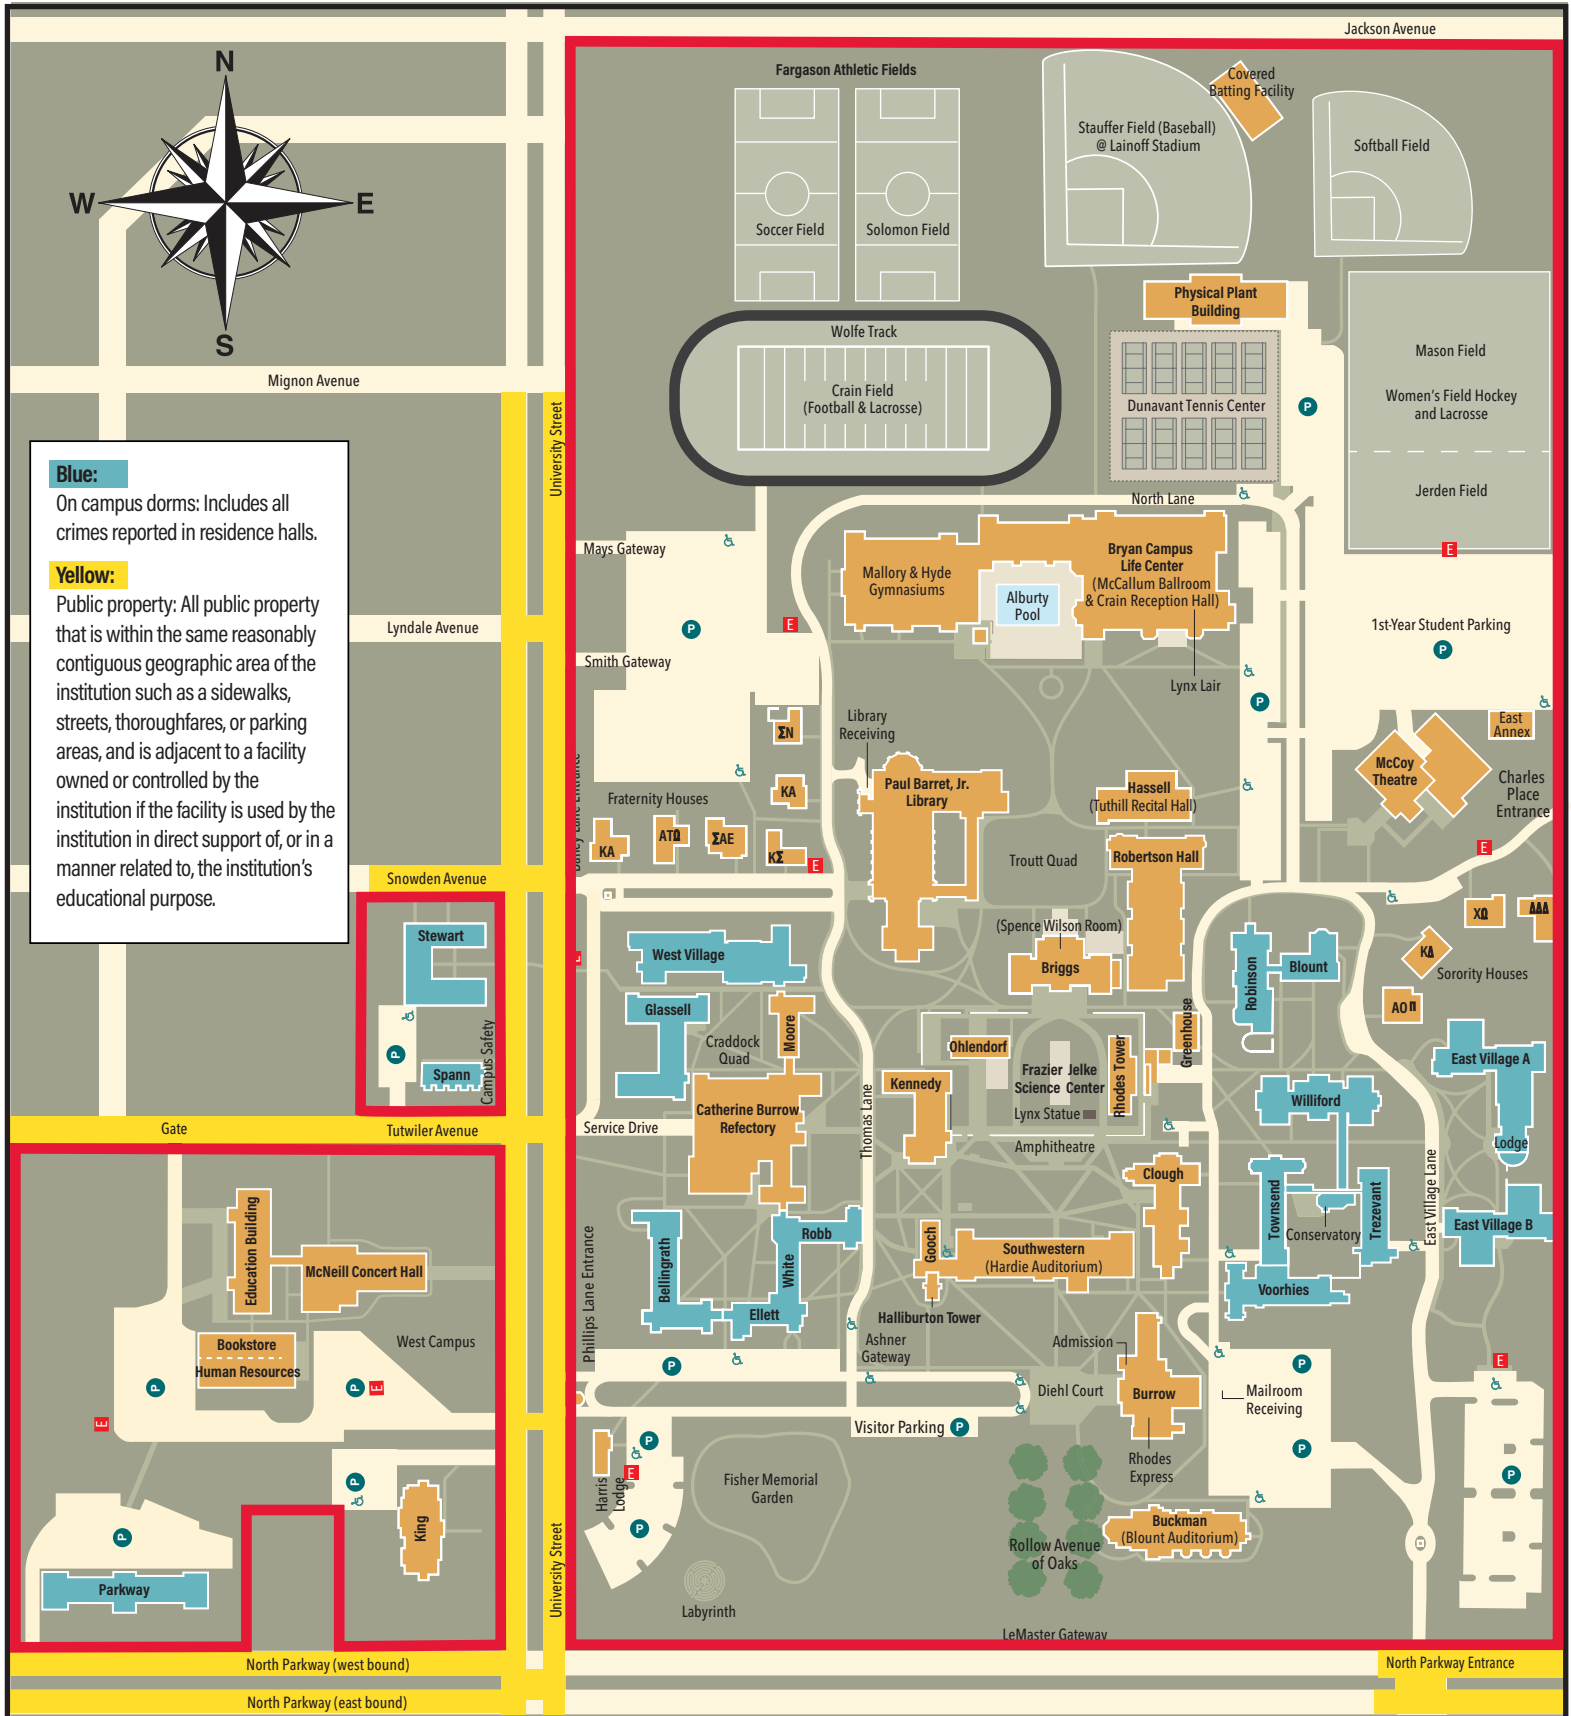 Jackson Avenue
N
W
E
S
Fargason Athletic Fields
Covered
Batting Facility
Stauffer Field (Baseball)
@ Lainoff Stadium
Softball Field
Soccer Field
Solomon Field
Physical Plant
Building
Wolfe Track
Crain Field
(Football & Lacrosse)
Mason Field
Women's Field Hockey
and Lacrosse
Dunavant Tennis Center
P
Jerden Field
Mignon Avenue
University Street
Blue:
On campus dorms: Includes all
crimes reported in residence halls.
Yellow:
Public property: All public property
that is within the same reasonably
contiguous geographic area of the
institution such as a sidewalks,
streets, thoroughfares, or parking
areas, and is adjacent to a facility
owned or controlled by the
institution if the facility is used by the
institution in direct support of, or in a
manner related to, the institution's
educational purpose.
North Lane
E
Mays Gateway
Mallory & Hyde
Gymnasiums
Bryan Campus
Life Center
(McCallum Ballroom
& Crain Reception Hall)
Alburty
Pool
Lyndale Avenue
P
E
1st-Year Student Parking
P
Smith Gateway
Lynx Lair
P
ΣN
Library
Receiving
East
Annex
McCoy
Theatre
Charles
Place
Entrance
KA
Paul Barret, Jr.
Library
Hassell
(Tuthill Recital Hall)
Fraternity Houses
KA
ATΩ
ΣAE
KΣ
E
Troutt Quad
Robertson Hall
E
Snowden Avenue
XΩ
ΔΔΔ
KΔ
Sorority Houses
AOπ
Stewart
West Village
(Spence Wilson Room)
Briggs
Robinson
Blount
Glassell
Craddock
Quad
Moore
Ohlendorf
Greenhouse
East Village A
P
Spann
Campus Safety
Kennedy
Frazier Jelke
Science Center
Rhodes Tower
Lynx Statue
Williford
Catherine Burrow
Refectory
Thomas Lane
Gate
Tutwiler Avenue
Service Drive
Amphitheatre
Lodge
Clough
Education Building
McNeill Concert Hall
Bookstore
Human Resources
West Campus
Phillips Lane Entrance
Bellingrath
Robb
White
Ellett
Gooch
Southwestern
(Hardie Auditorium)
Halliburton Tower
Townsend
Conservatory
Trezevant
East Village Lane
East Village B
Voorhies
P
P
E
E
P
Ashner
Gateway
Admission
Burrow
Diehl Court
P
Mailroom
Receiving
E
Visitor Parking
P
P
P
Rhodes
Express
P
P
King
Harris
Lodge
E
P
Fisher Memorial
Garden
Buckman
(Blount Auditorium)
Rollow Avenue
of Oaks
P
Parkway
University Street
Labyrinth
LeMaster Gateway
North Parkway (west bound)
North Parkway Entrance
North Parkway (east bound)